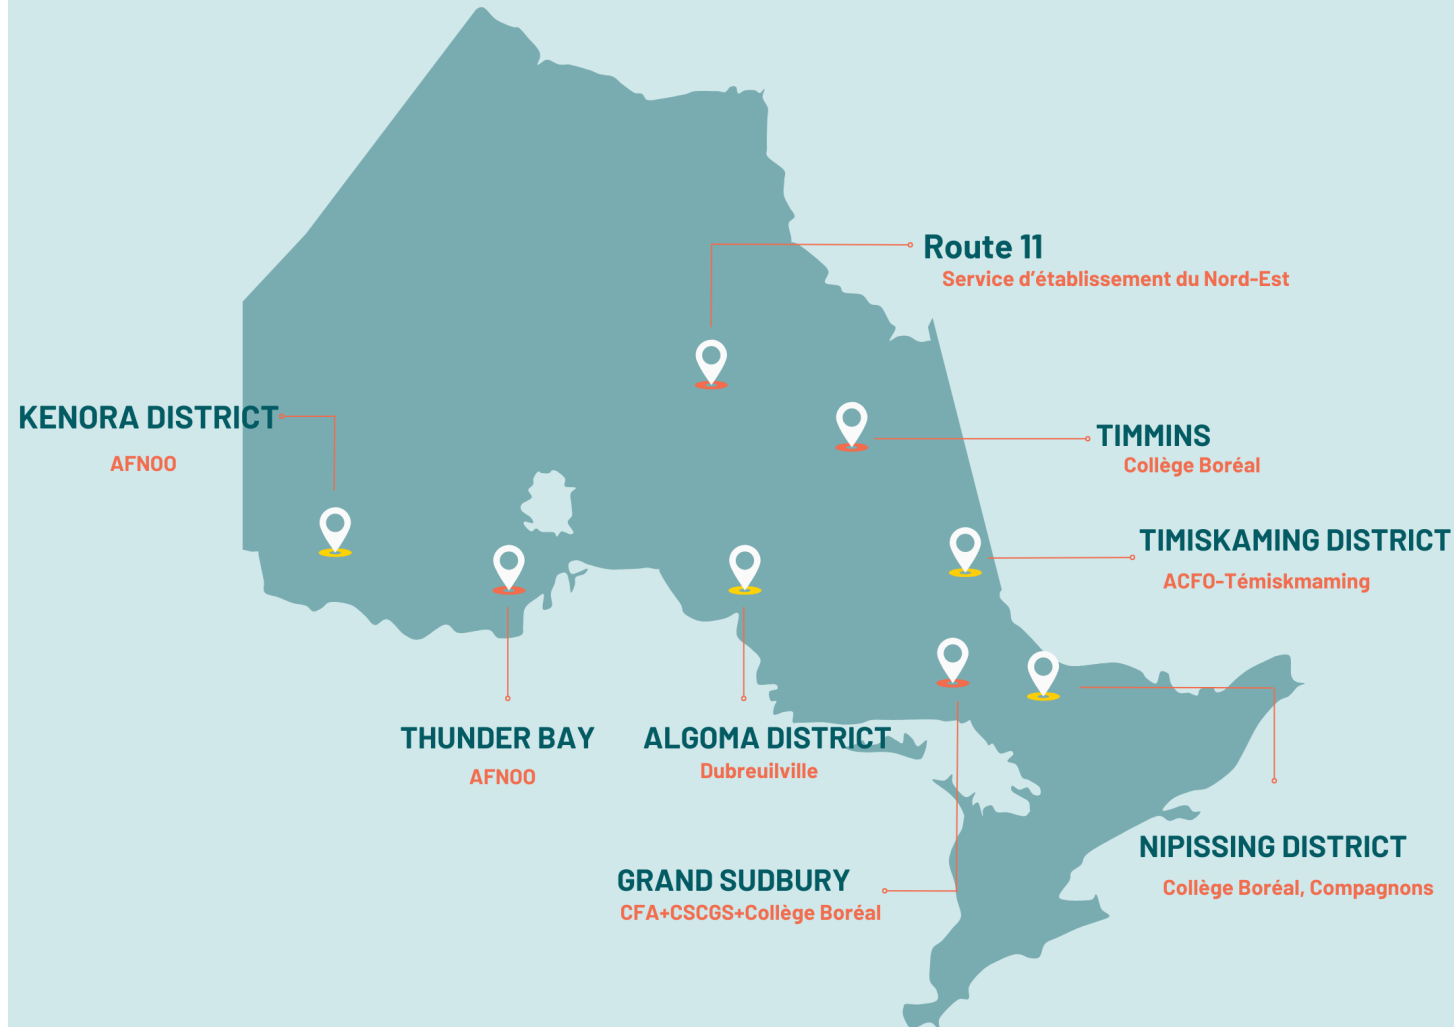 Route 11
Service d'établissement du Nord-Est
KENORA DISTRICT
AFNOO
TIMMINS
Collège Boréal
TIMISKAMING DISTRICT
ACFO-Témiskmaming
THUNDER BAY
AFNOO
ALGOMA DISTRICT
Dubreuilville
NIPISSING DISTRICT
Collège Boréal, Compagnons
GRAND SUDBURY
CFA+CSCGS+Collège Boréal